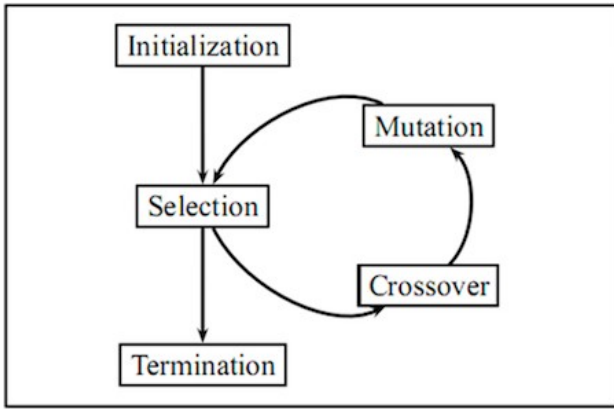 Initialization
Mutation
Selection
Crossover
Termination